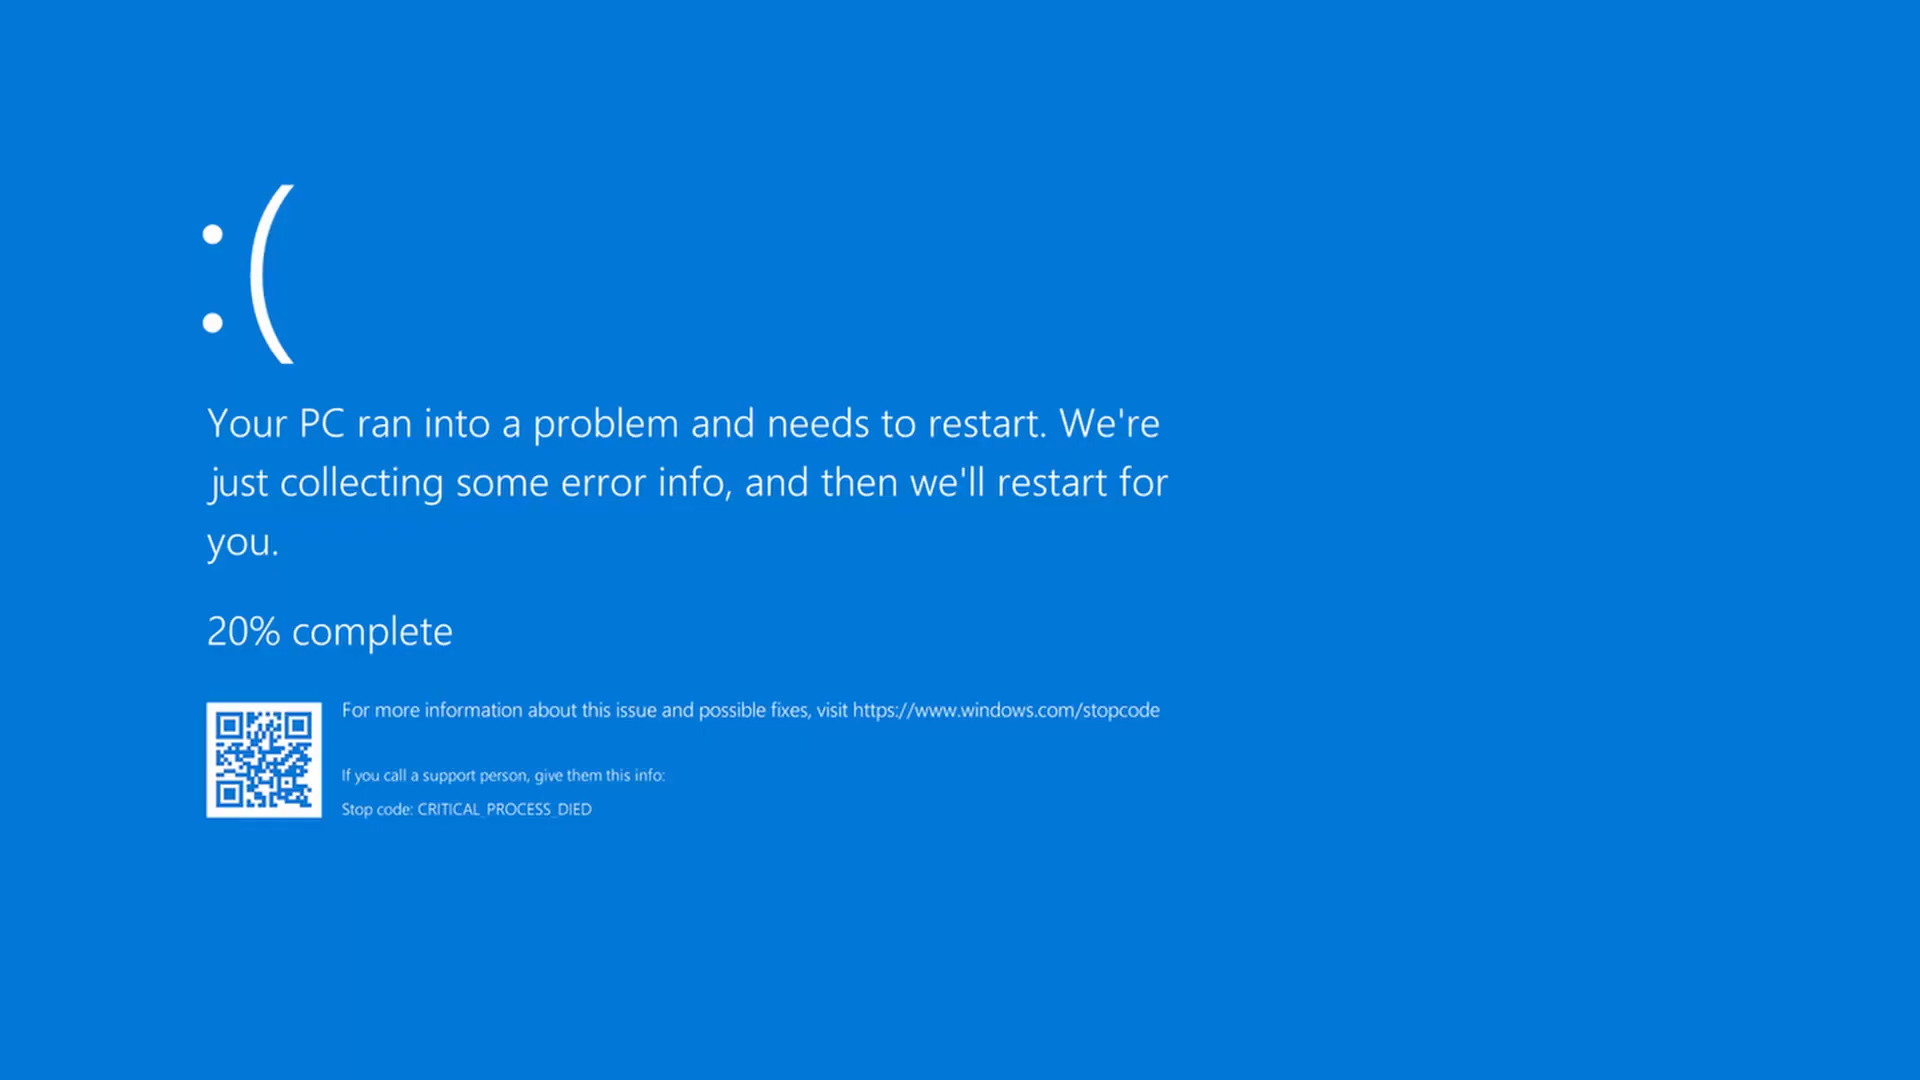 :(
Your PC ran into a problem and needs to restart. We're
just collecting some error info, and then we'll restart for
you.
20% complete
For more information about this issue and possible fixes, visit https://www.windows.com/stopcode
If you call a support person, give them this info:
Stop code: CRITICAL_PROCESS_DIED